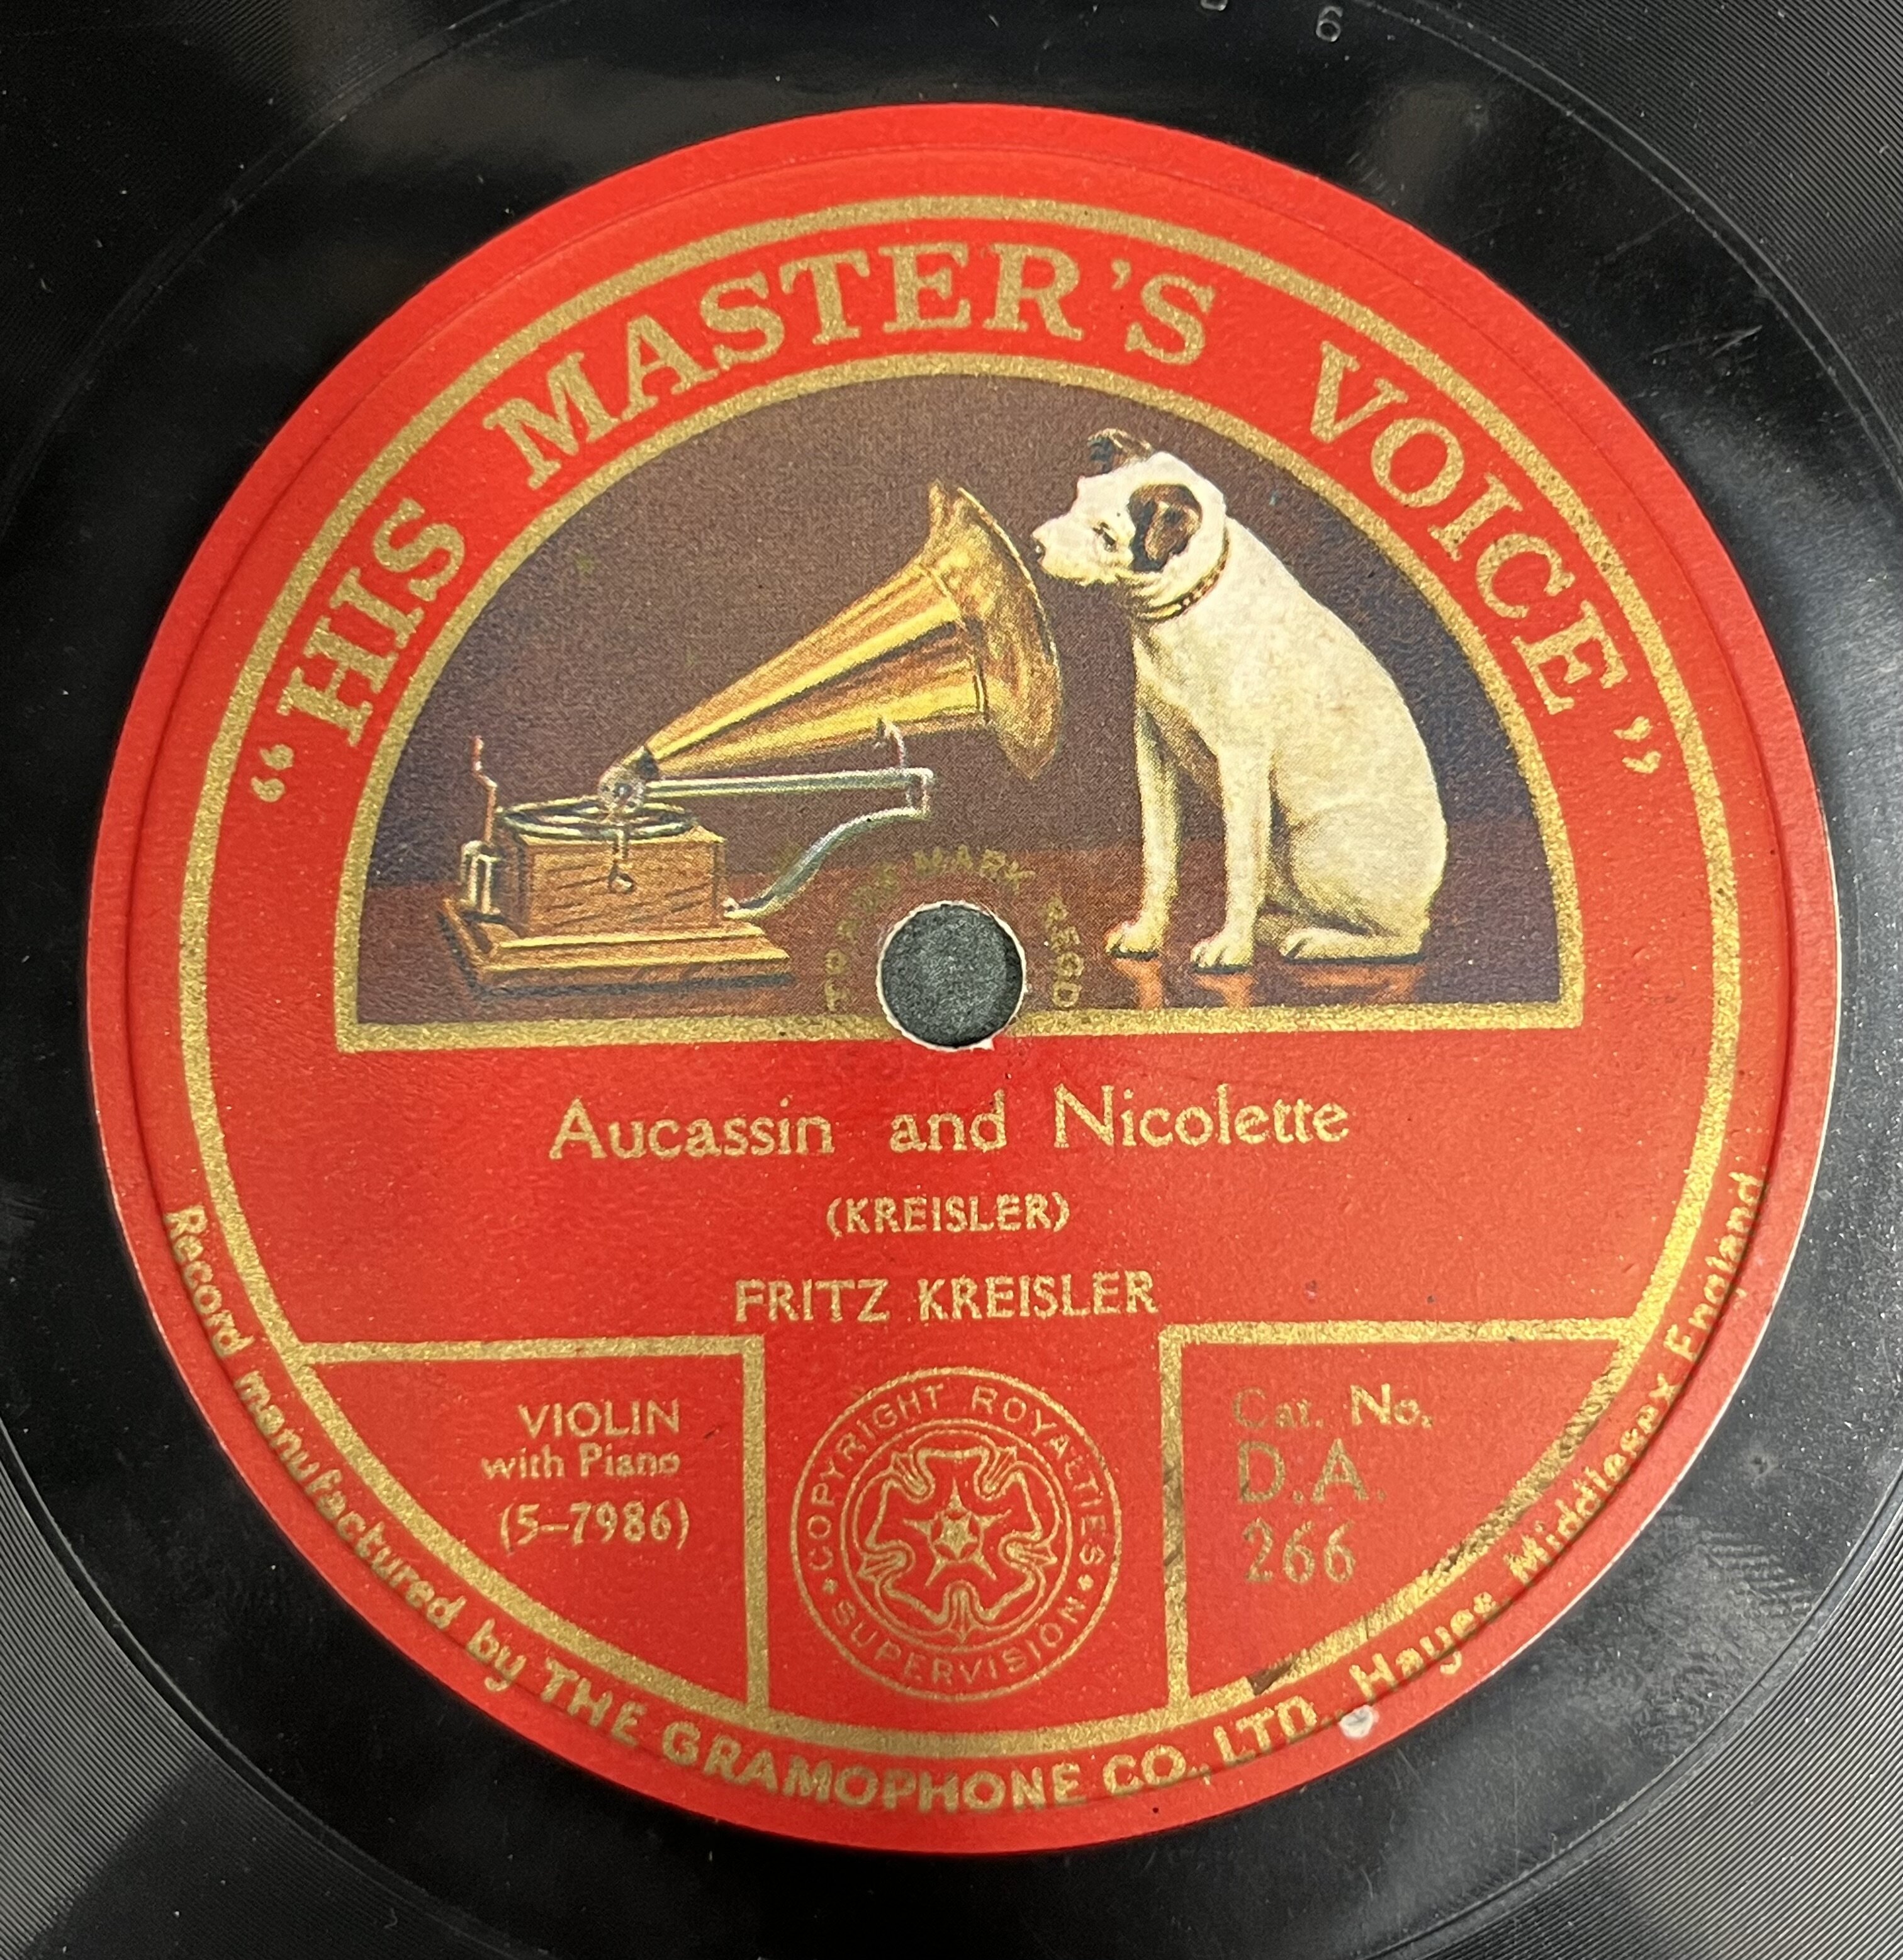 6
“HIS MASTER'S VOICE”
TRADE MARK REGD
Aucassin and Nicolette
(KREISLER)
FRITZ KREISLER
VIOLIN
with Piano
(5–7986)
COPYRIGHT ROYALTIES
SUPERVISION
Cat. No.
D.A.
266
Record manufactured by THE GRAMOPHONE CO., LTD., Hayes, Middlesex, England